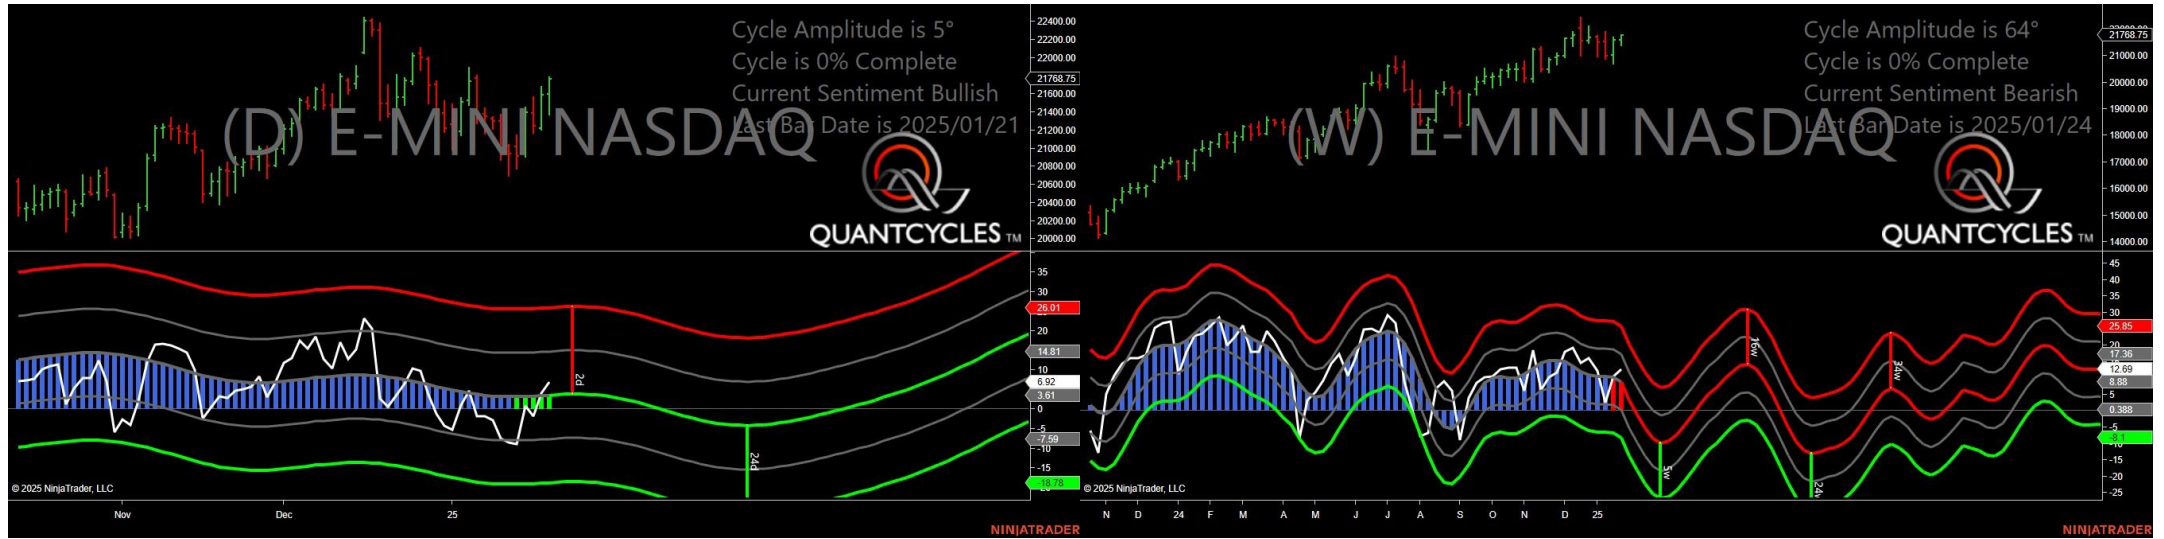 Cycle Amplitude is 5°
Cycle is 0% Complete
Current Sentiment Bullish
Last Bar Date is 2025/01/21
(D) E-MINI NASDAQ
QUANTCYCLES TM
22400.00
22200.00
22000.00
21768.75
21600.00
21400.00
21200.00
21000.00
20800.00
20600.00
20400.00
20200.00
20000.00
35
30
26.01
20
14.81
10
6.92
3.61
0
-5
-7.59
-10
-15
-18.78
2d
24d
© 2025 NinjaTrader, LLC
Nov
Dec
25
NINJATRADER
Cycle Amplitude is 64°
Cycle is 0% Complete
Current Sentiment Bearish
Last Bar Date is 2025/01/24
(W) E-MINI NASDAQ
QUANTCYCLES TM
21768.75
21000.00
20000.00
19000.00
18000.00
17000.00
16000.00
15000.00
14000.00
45
40
35
30
25.85
20
17.36
12.69
8.88
5
0.388
-5
-8.1
-15
-20
-25
16w
34w
5w
24w
© 2025 NinjaTrader, LLC
N D 24 F M A M J J A S O N D 25
NINJATRADER